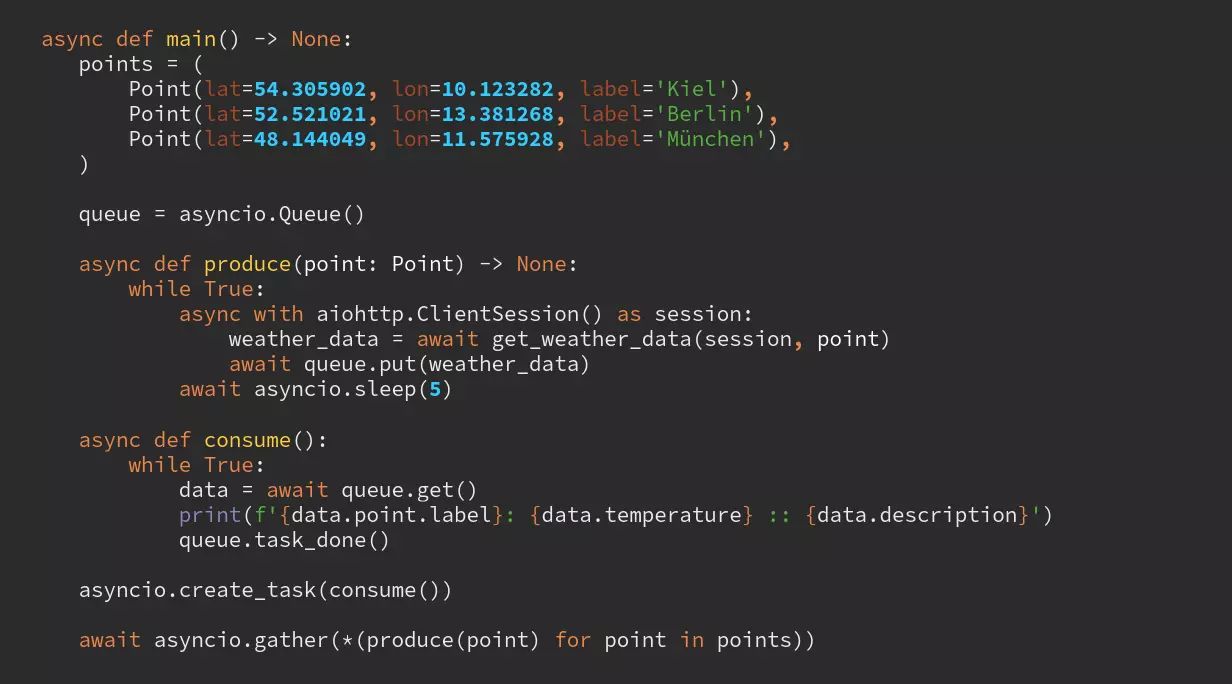 async def main() -> None:
    points = (
        Point(lat=54.305902, lon=10.123282, label='Kiel'),
        Point(lat=52.521021, lon=13.381268, label='Berlin'),
        Point(lat=48.144049, lon=11.575928, label='München'),
    )

    queue = asyncio.Queue()

    async def produce(point: Point) -> None:
        while True:
            async with aiohttp.ClientSession() as session:
                weather_data = await get_weather_data(session, point)
                await queue.put(weather_data)
            await asyncio.sleep(5)

    async def consume():
        while True:
            data = await queue.get()
            print(f'{data.point.label}: {data.temperature} :: {data.description}')
            queue.task_done()

    asyncio.create_task(consume())

    await asyncio.gather(*(produce(point) for point in points))